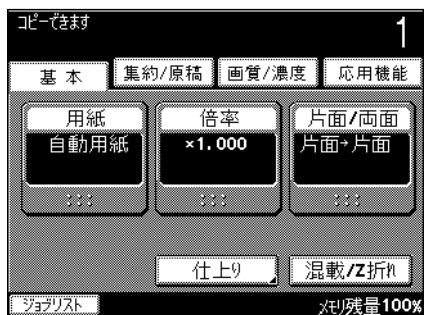 コピーできます
1
基本 集約/原稿 画質/濃度 応用機能
用紙 倍率 片面/両面
自動用紙 ×1.000 片面→片面
仕上り 混載/Z折れ
ジョブリスト ﾒﾓﾘ残量100%